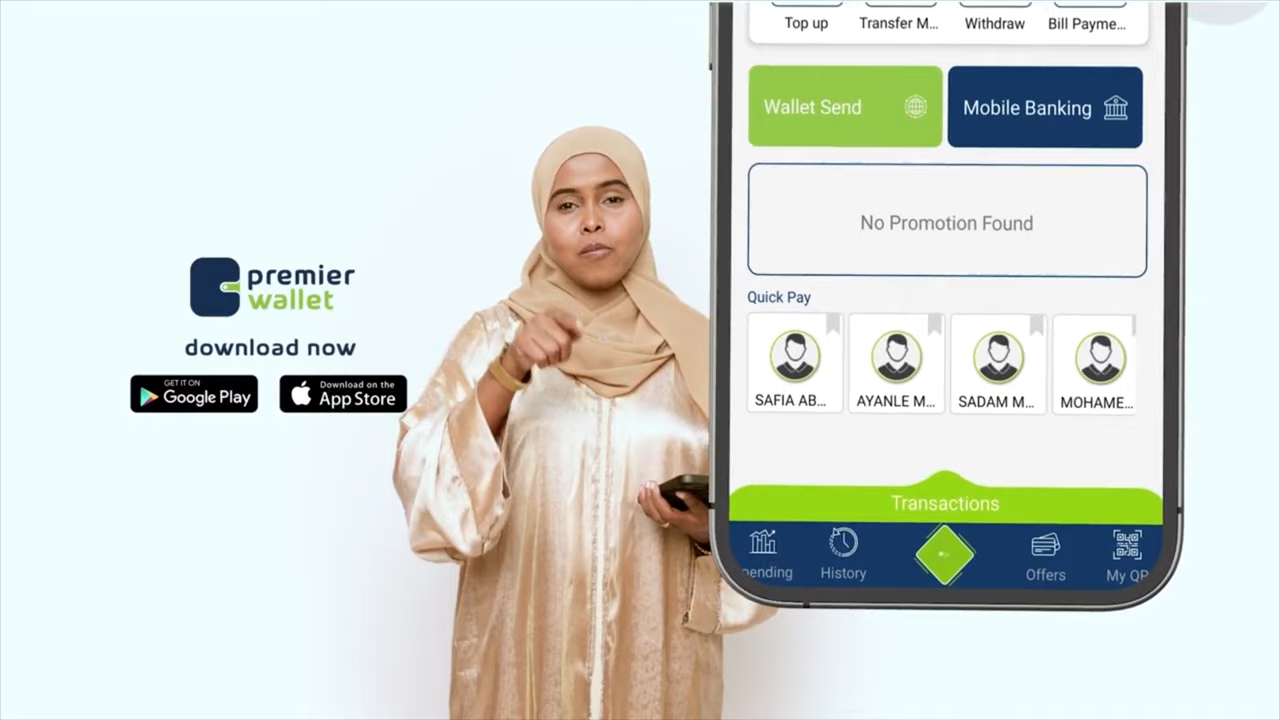 premier
wallet
download now
GET IT ON
Google Play
Download on the
App Store
Top up
Transfer M...
Withdraw
Bill Payme...
Wallet Send
Mobile Banking
No Promotion Found
Quick Pay
SAFIA AB...
AYANLE M...
SADAM M...
MOHAME...
Transactions
pending
History
Offers
My QR